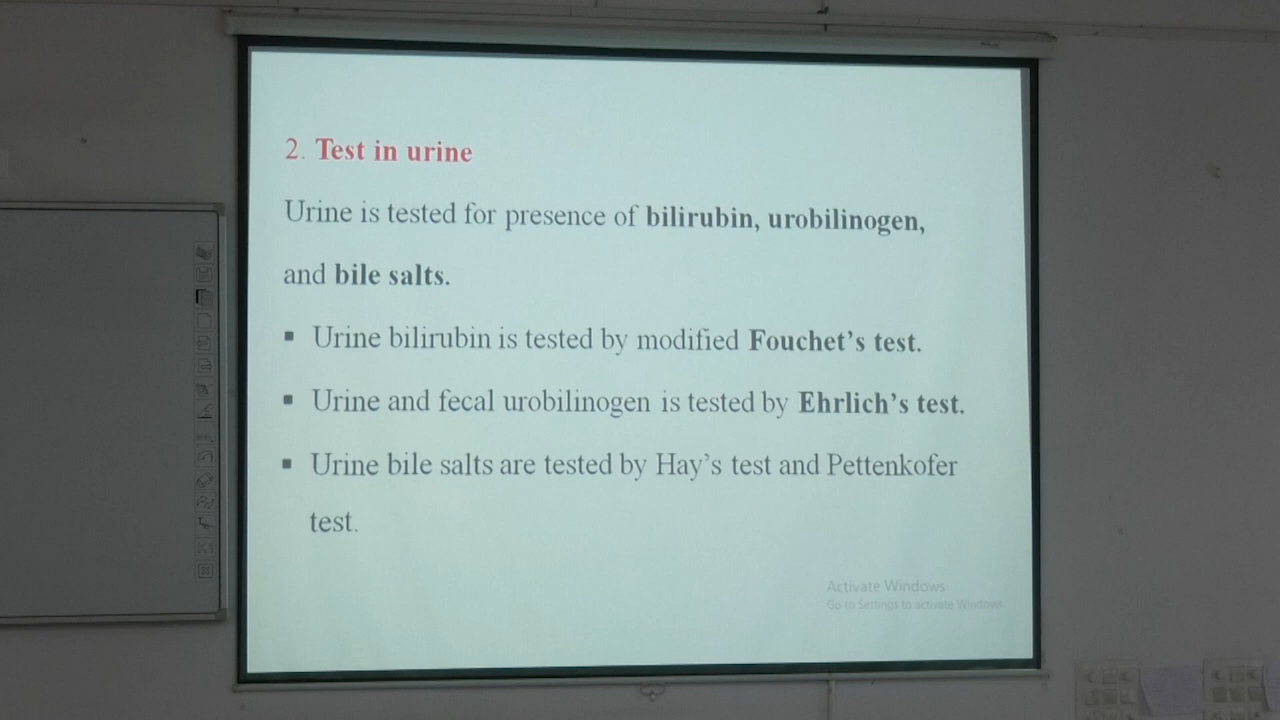 2. Test in urine
Urine is tested for presence of bilirubin, urobilinogen,
and bile salts.
▪ Urine bilirubin is tested by modified Fouchet’s test.
▪ Urine and fecal urobilinogen is tested by Ehrlich’s test.
▪ Urine bile salts are tested by Hay’s test and Pettenkofer
test.
Activate Windows
Go to Settings to activate Windows.